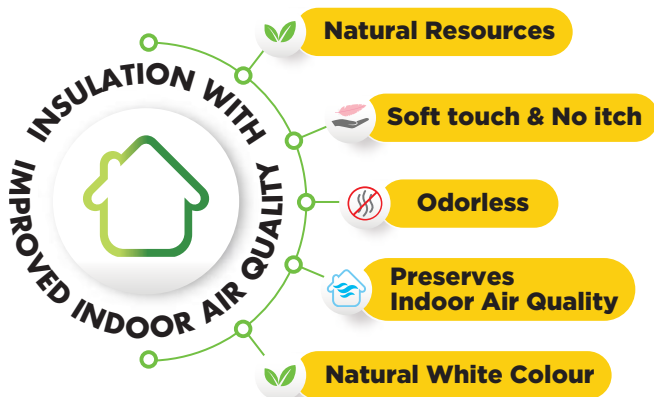 INSULATION WITH
IMPROVED INDOOR AIR QUALITY
Natural Resources
Soft touch & No itch
Odorless
Preserves
Indoor Air Quality
Natural White Colour